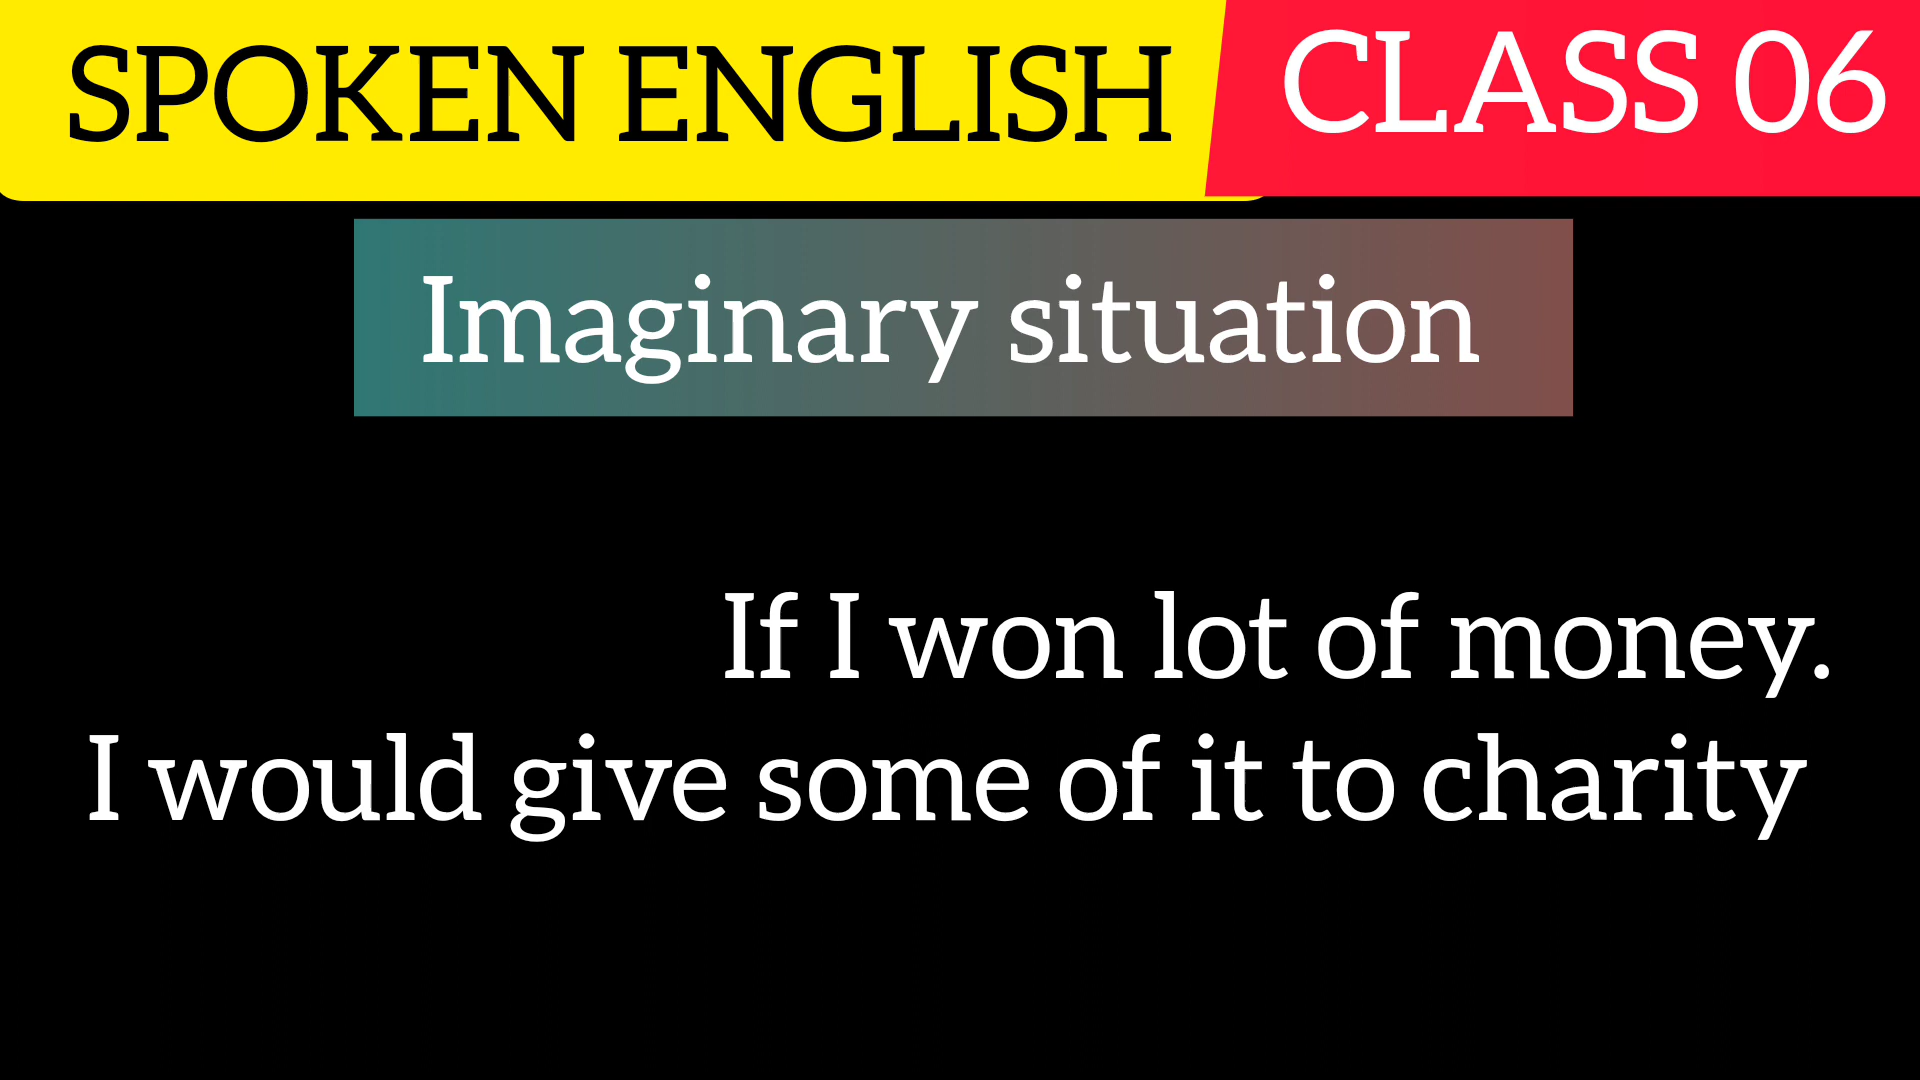 SPOKEN ENGLISH CLASS 06
Imaginary situation
If I won lot of money.
I would give some of it to charity